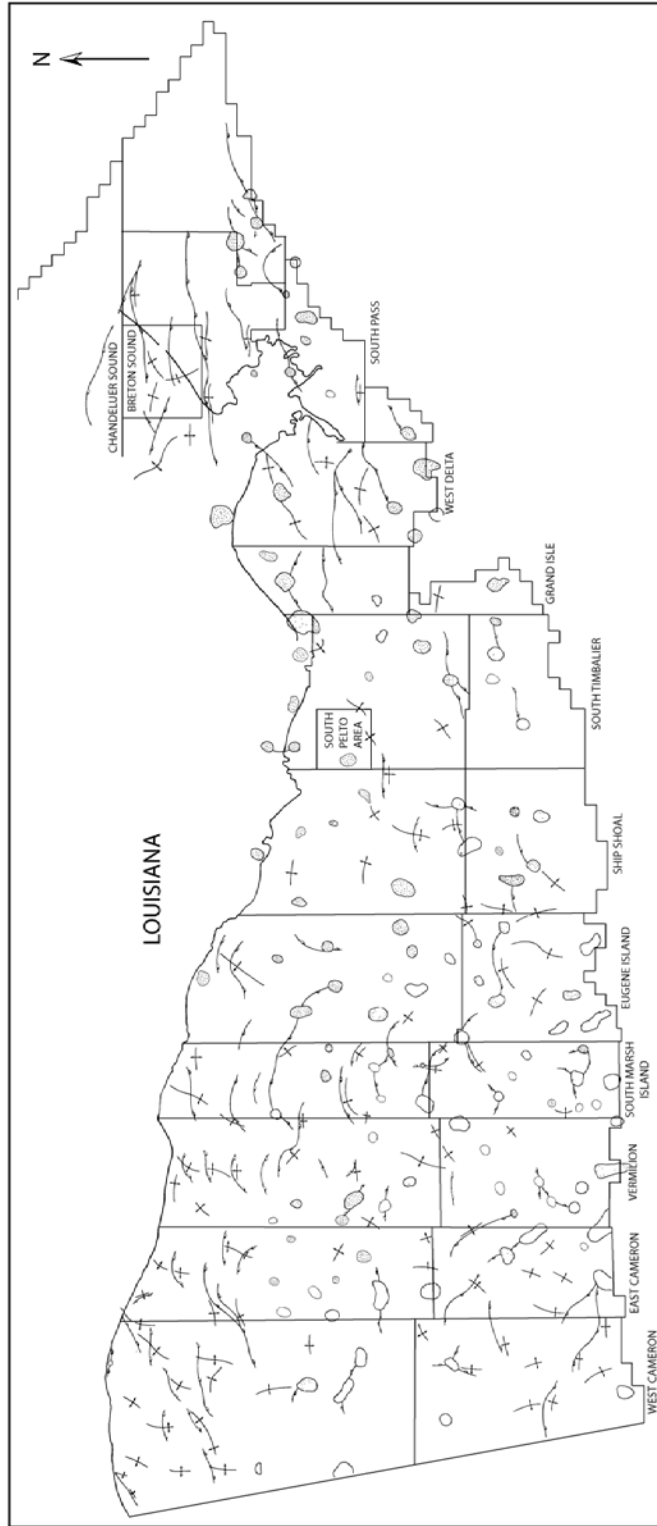 N
LOUISIANA
CHANDELUER SOUND
BRETON SOUND
SOUTH
PELTO
AREA
WEST CAMERON
EAST CAMERON
VERMILION
SOUTH MARSH
ISLAND
EUGENE ISLAND
SHIP SHOAL
SOUTH TIMBALIER
GRAND ISLE
WEST DELTA
SOUTH PASS